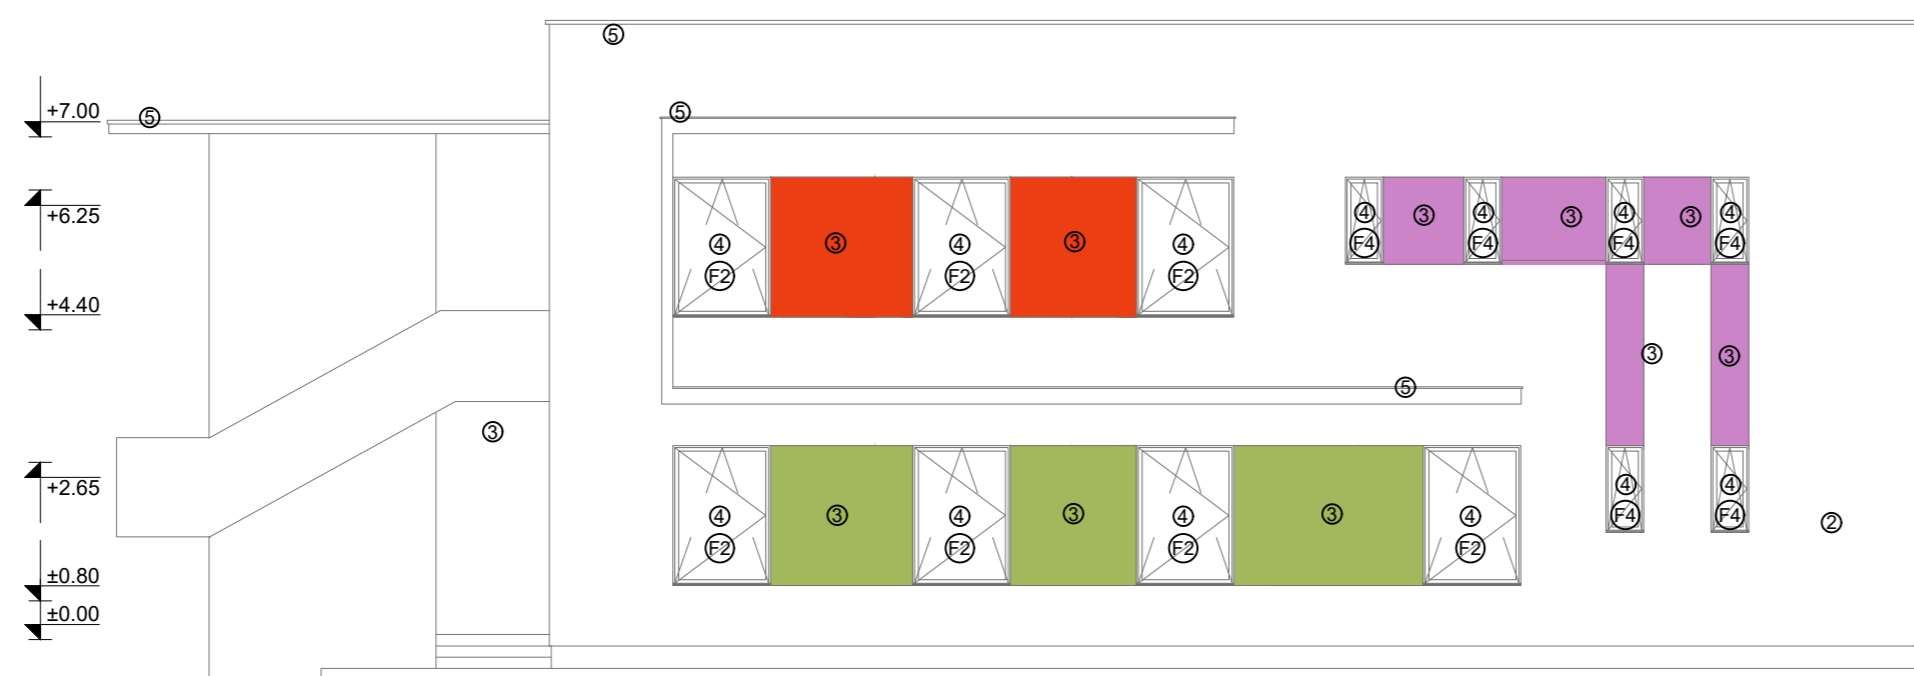 5
5
+7.00
5
+6.25
4 3 4 3 4
F2 F2 F2
4 3 4 3 4 3 4
F4 F4 F4 F4
+4.40
3 3
5
3
+2.65
4 3 4 3 4 3 4
F2 F2 F2 F2
4 4
F4 F4
2
±0.80
±0.00